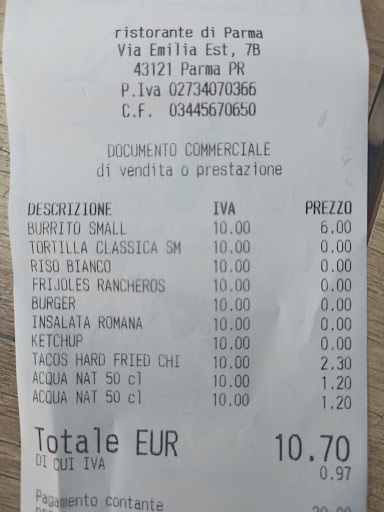 ristorante di Parma
Via Emilia Est, 7B
43121 Parma PR
P.Iva 02734070366
C.F. 03445670650
DOCUMENTO COMMERCIALE
di vendita o prestazione
DESCRIZIONE IVA PREZZO
BURRITO SMALL 10.00 6.00
TORTILLA CLASSICA SM 10.00 0.00
RISO BIANCO 10.00 0.00
FRIJOLES RANCHEROS 10.00 0.00
BURGER 10.00 0.00
INSALATA ROMANA 10.00 0.00
KETCHUP 10.00 0.00
TACOS HARD FRIED CHI 10.00 2.30
ACQUA NAT 50 cl 10.00 1.20
ACQUA NAT 50 cl 10.00 1.20
Totale EUR 10.70
DI CUI IVA 0.97
Pagamento contante